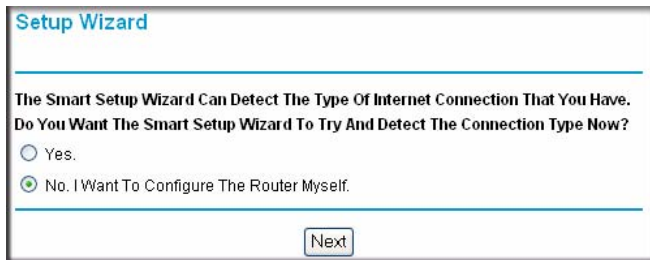 Setup Wizard
The Smart Setup Wizard Can Detect The Type Of Internet Connection That You Have.
Do You Want The Smart Setup Wizard To Try And Detect The Connection Type Now?
Yes.
No. I Want To Configure The Router Myself.
Next